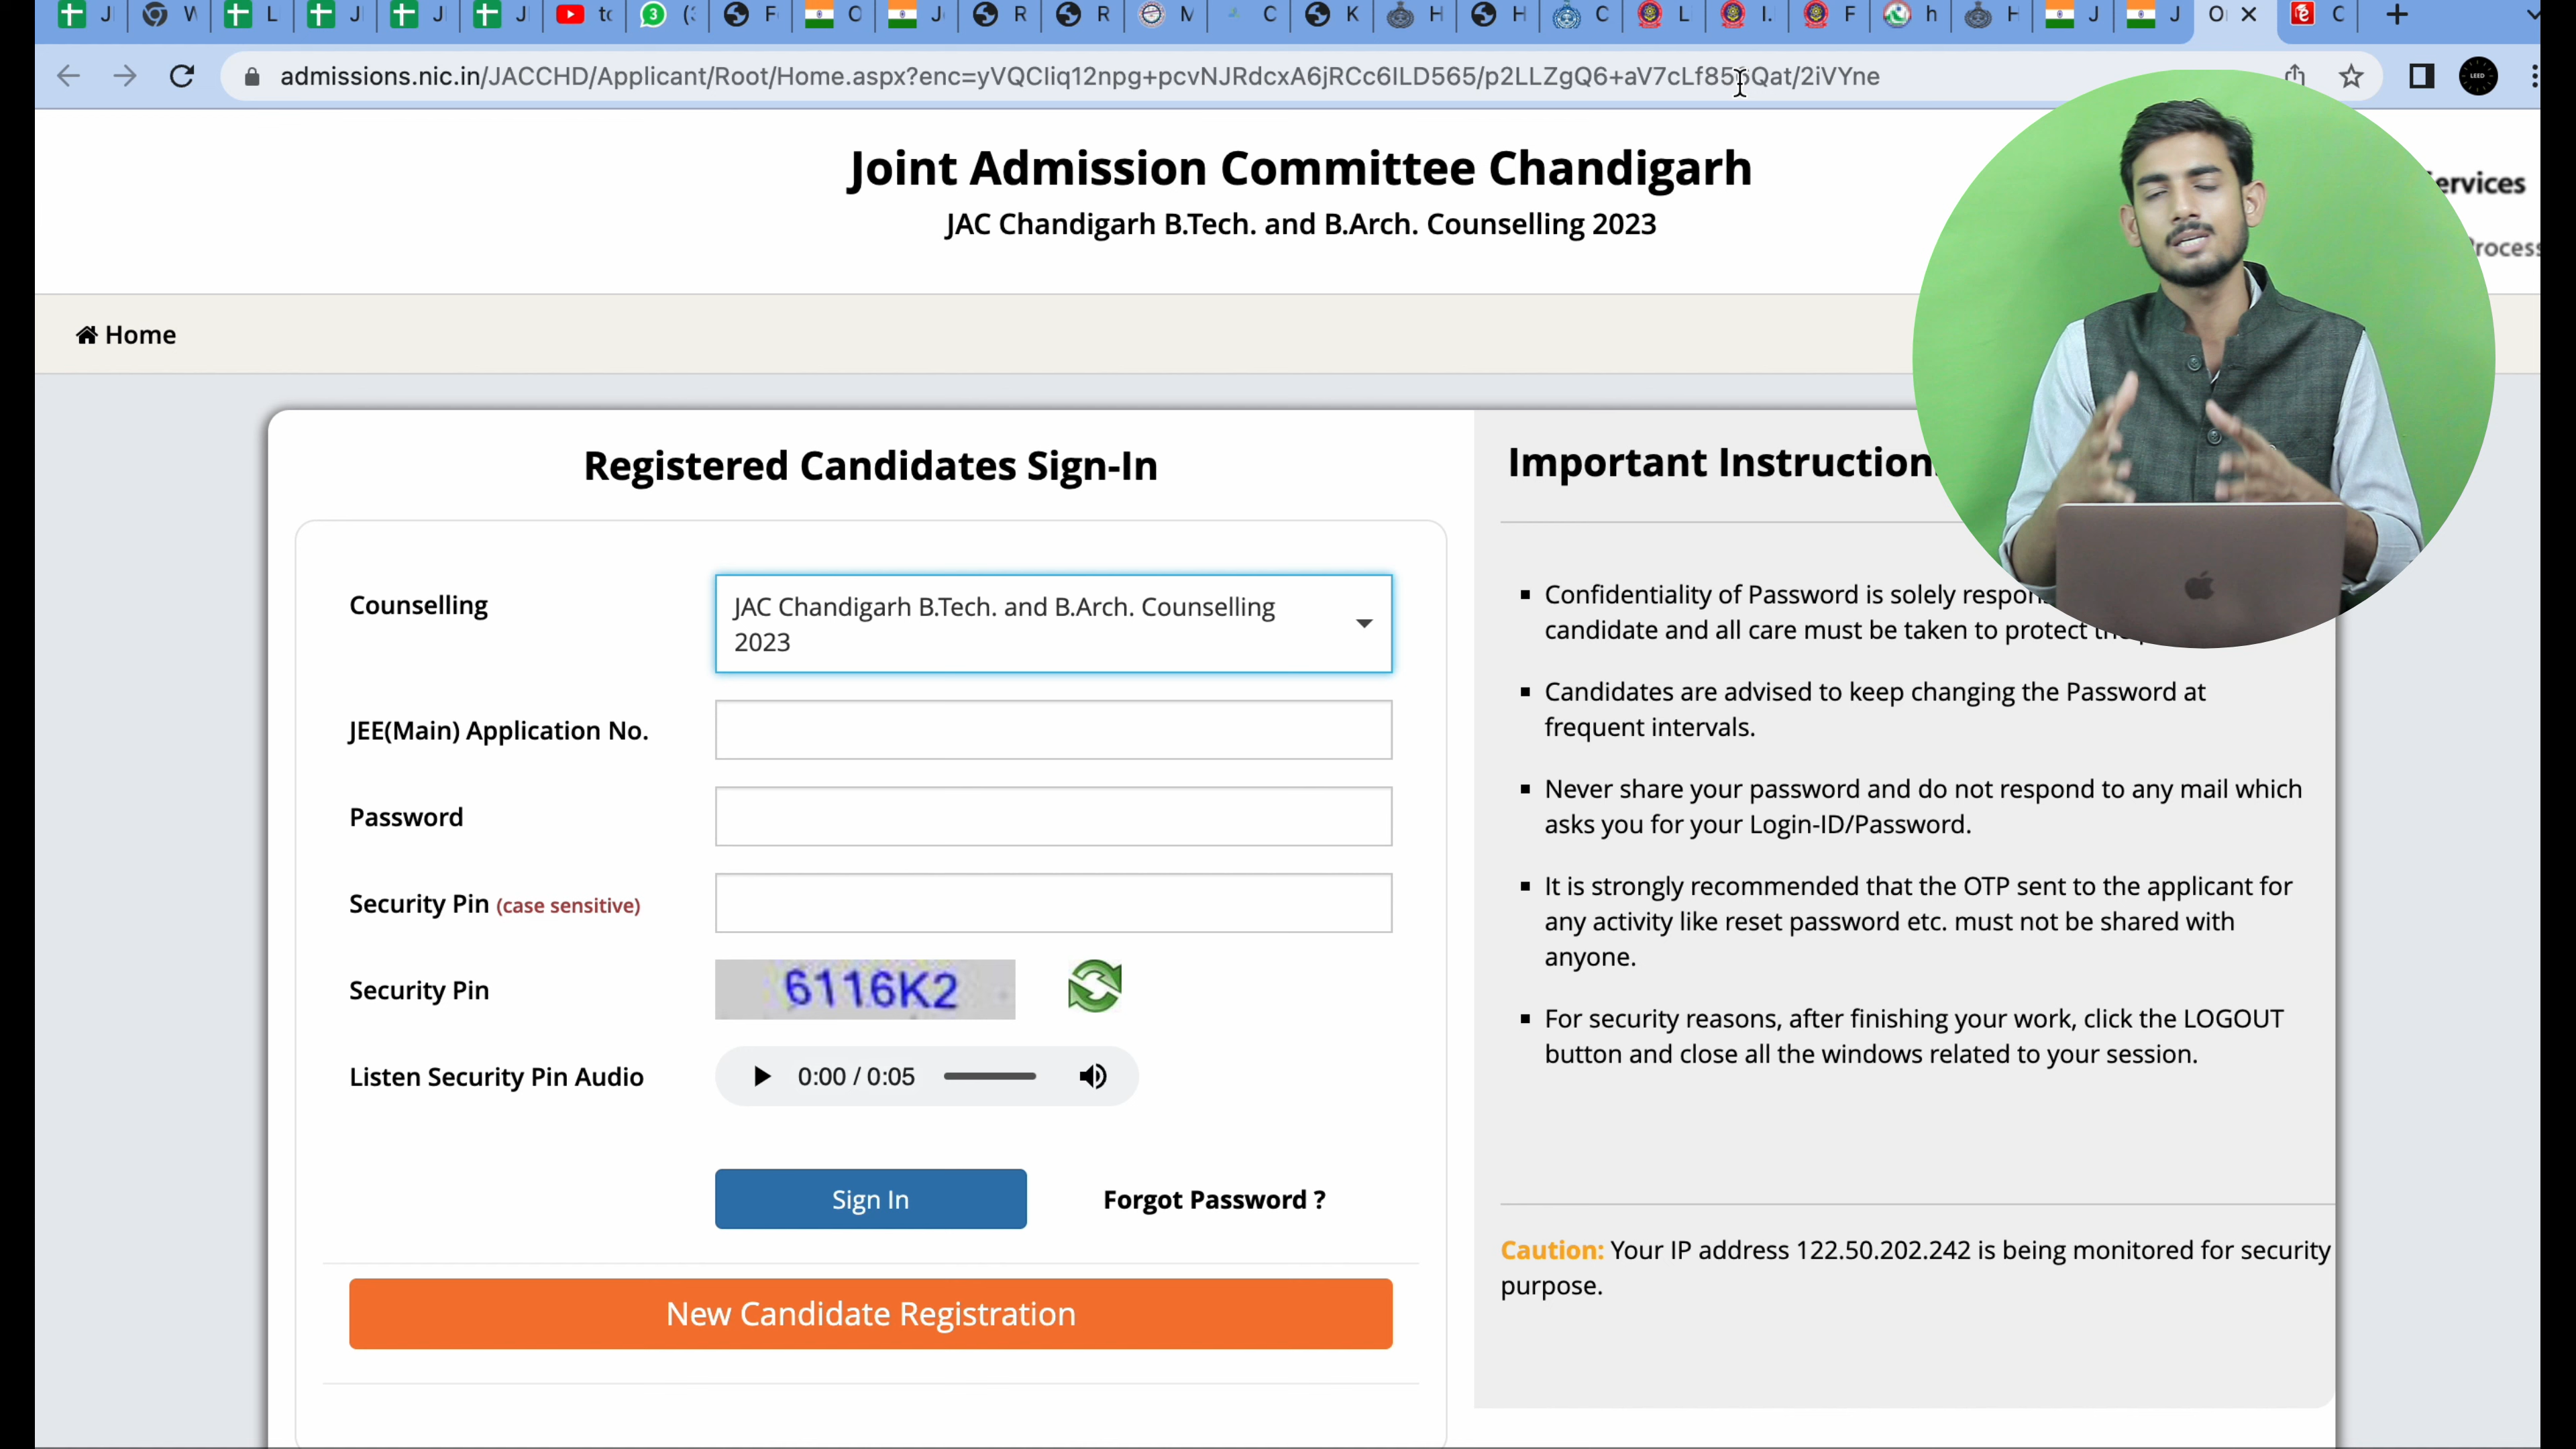 J W L J J J tc 3 ( F C J R R M C K H H C L I. F h H J J O C
admissions.nic.in/JACCHD/Applicant/Root/Home.aspx?enc=yVQCliq12npg+pcvNJRdcxA6jRCc6ILD565/p2LLZgQ6+aV7cLf85 Qat/2iVYne
LEED
Joint Admission Committee Chandigarh
JAC Chandigarh B.Tech. and B.Arch. Counselling 2023
Home
Registered Candidates Sign-In
Counselling
JAC Chandigarh B.Tech. and B.Arch. Counselling
2023
JEE(Main) Application No.
Password
Security Pin (case sensitive)
Security Pin
6116K2
Listen Security Pin Audio
0:00 / 0:05
Sign In
Forgot Password ?
New Candidate Registration
Important Instruction
Confidentiality of Password is solely
candidate and all care must be taken to protect
Candidates are advised to keep changing the Password at
frequent intervals.
Never share your password and do not respond to any mail which
asks you for your Login-ID/Password.
It is strongly recommended that the OTP sent to the applicant for
any activity like reset password etc. must not be shared with
anyone.
For security reasons, after finishing your work, click the LOGOUT
button and close all the windows related to your session.
Caution: Your IP address 122.50.202.242 is being monitored for security
purpose.